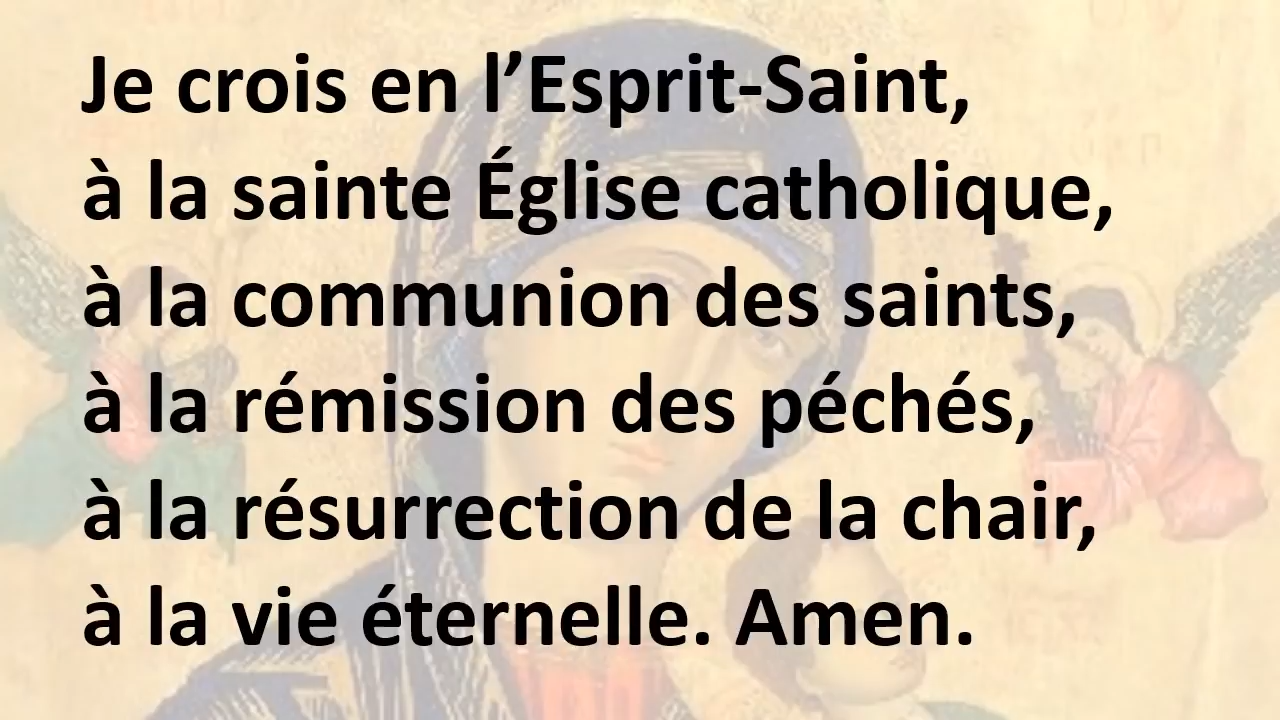 Je crois en l’Esprit-Saint,
à la sainte Église catholique,
à la communion des saints,
à la rémission des péchés,
à la résurrection de la chair,
à la vie éternelle. Amen.